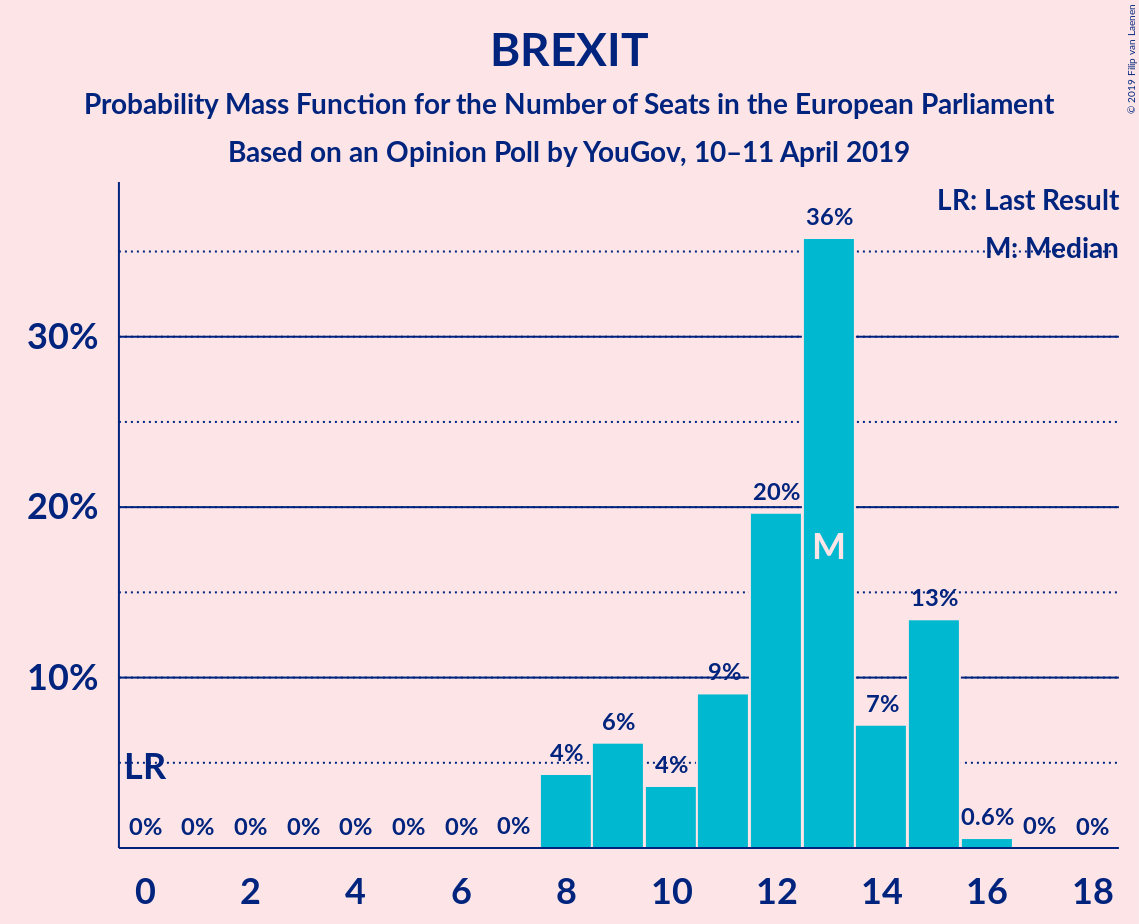 BREXIT
Probability Mass Function for the Number of Seats in the European Parliament
Based on an Opinion Poll by YouGov, 10–11 April 2019
© 2019 Filip van Laenen
LR: Last Result
M: Median
36%
30%
20%
20%
M
13%
10%
9%
7%
6%
4%
4%
LR
0% 0% 0% 0% 0% 0% 0% 0% 0.6% 0% 0%
0 2 4 6 8 10 12 14 16 18